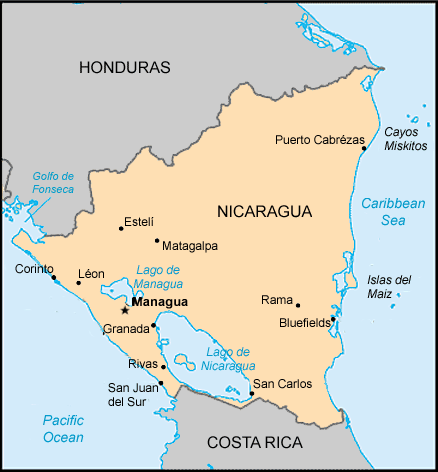 HONDURAS
Puerto Cabrézas
Cayos
Miskitos
Golfo de
Fonseca
Caribbean
Sea
NICARAGUA
Estelí
Matagalpa
Corinto
Léon
Lago de
Managua
Managua
Islas del
Maiz
Rama
Bluefields
Granada
Lago de
Nicaragua
Rivas
San Juan
del Sur
San Carlos
Pacific
Ocean
COSTA RICA